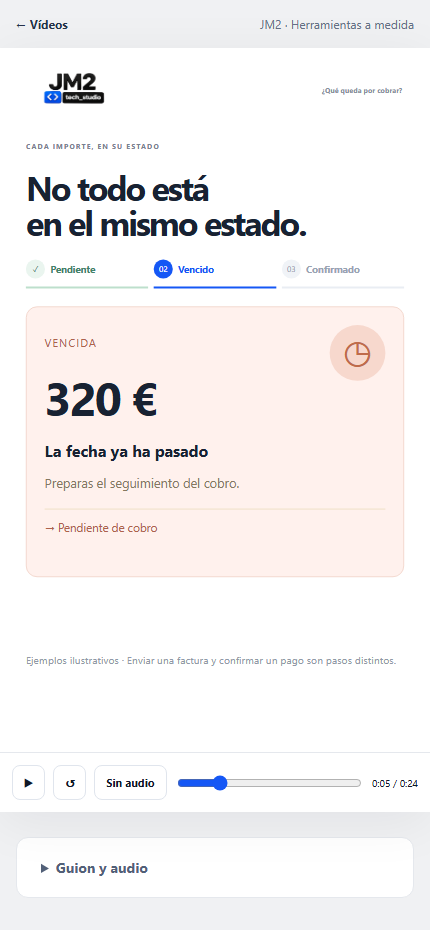 ← Vídeos
JM2 · Herramientas a medida
JM2
<> tech_studio
¿Qué queda por cobrar?
CADA IMPORTE, EN SU ESTADO
No todo está
en el mismo estado.
✓ Pendiente
02 Vencido
03 Confirmado
VENCIDA
320 €
La fecha ya ha pasado
Preparas el seguimiento del cobro.
→ Pendiente de cobro
Ejemplos ilustrativos · Enviar una factura y confirmar un pago son pasos distintos.
▶ ↺ Sin audio 0:05 / 0:24
▶ Guion y audio